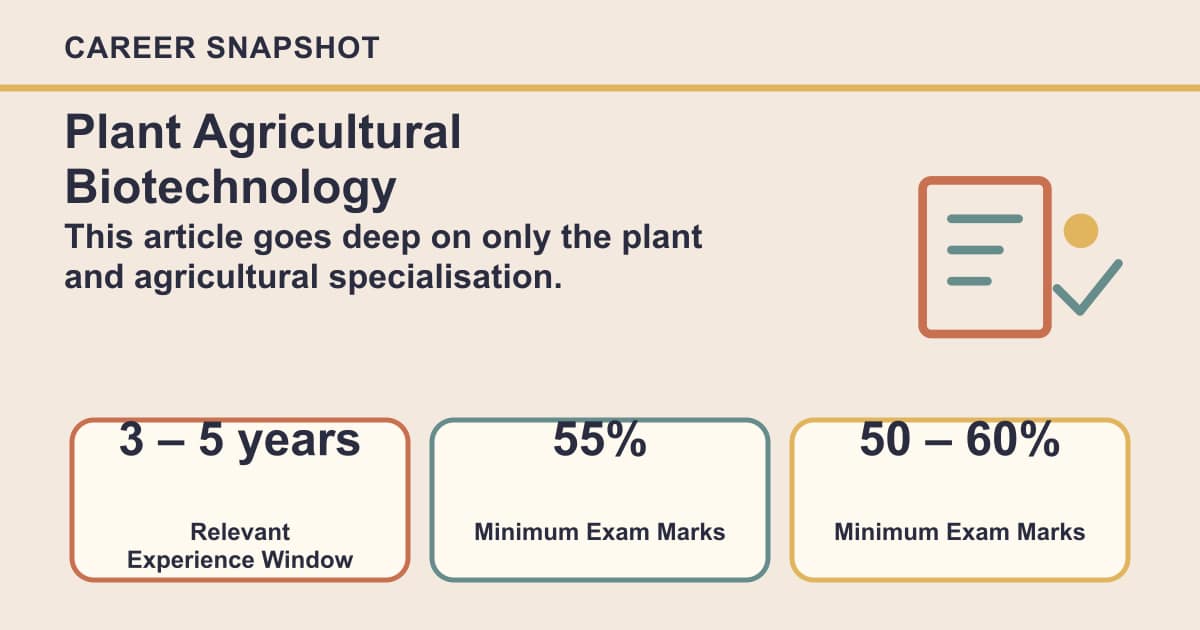 CAREER SNAPSHOT
Plant Agricultural
Biotechnology
This article goes deep on only the plant
and agricultural specialisation.
3 – 5 years
Relevant
Experience Window
55%
Minimum Exam Marks
50 – 60%
Minimum Exam Marks